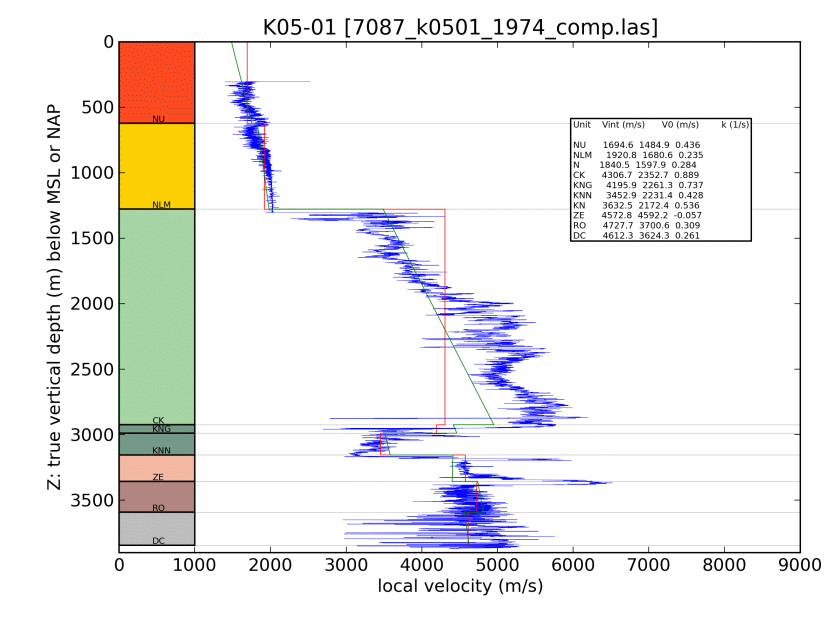 K05-01 [7087_k0501_1974_comp.las]
Z: true vertical depth (m) below MSL or NAP
0
500
1000
1500
2000
2500
3000
3500
NU
NLM
CK
KNG
KNN
ZE
RO
DC
Unit Vint (m/s) V0 (m/s) k (1/s)
NU 1694.6 1484.9 0.436
NLM 1920.8 1680.6 0.235
N 1840.5 1597.9 0.284
CK 4306.7 2352.7 0.889
KNG 4195.9 2261.3 0.737
KNN 3452.9 2231.4 0.428
KN 3632.5 2172.4 0.536
ZE 4572.8 4592.2 -0.057
RO 4727.7 3700.6 0.309
DC 4612.3 3624.3 0.261
0 1000 2000 3000 4000 5000 6000 7000 8000 9000
local velocity (m/s)